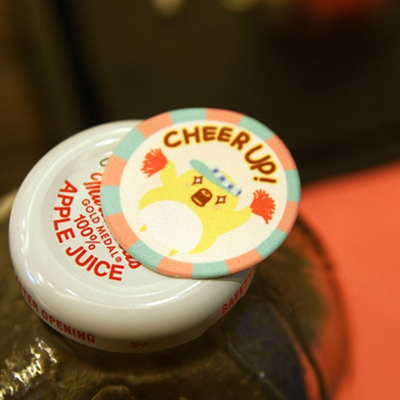 CHEER UP!
GOLD MEDAL®
100%
APPLE JUICE
OPENING